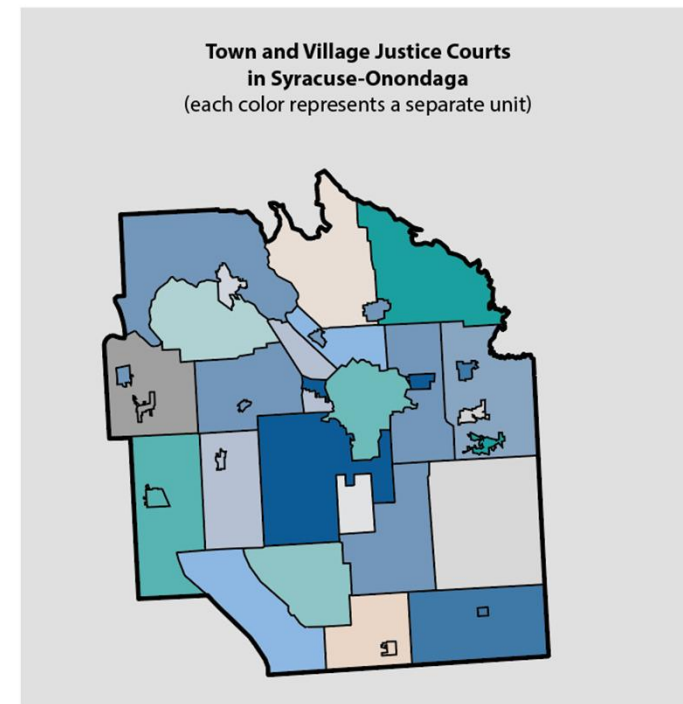 Town and Village Justice Courts
in Syracuse-Onondaga
(each color represents a separate unit)